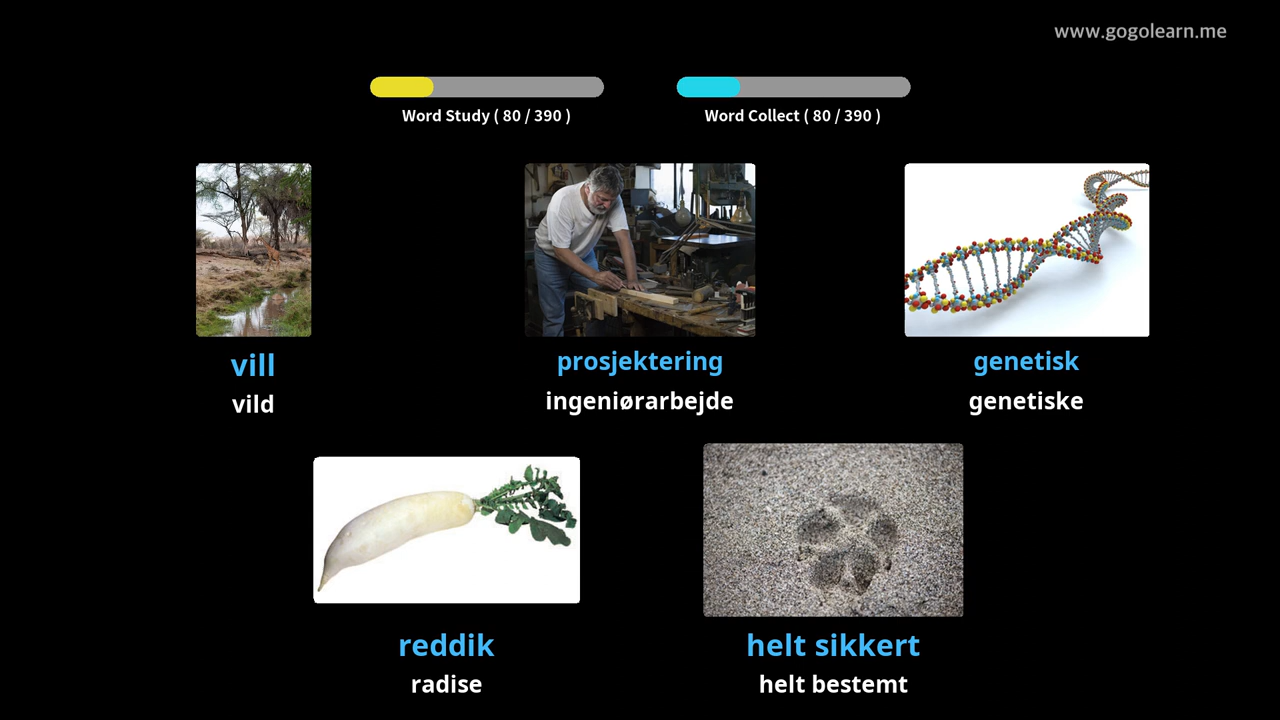 www.gogolearn.me
Word Study ( 80 / 390 )
Word Collect ( 80 / 390 )
vill
vild
prosjektering
ingeniørarbejde
genetisk
genetiske
reddik
radise
helt sikkert
helt bestemt